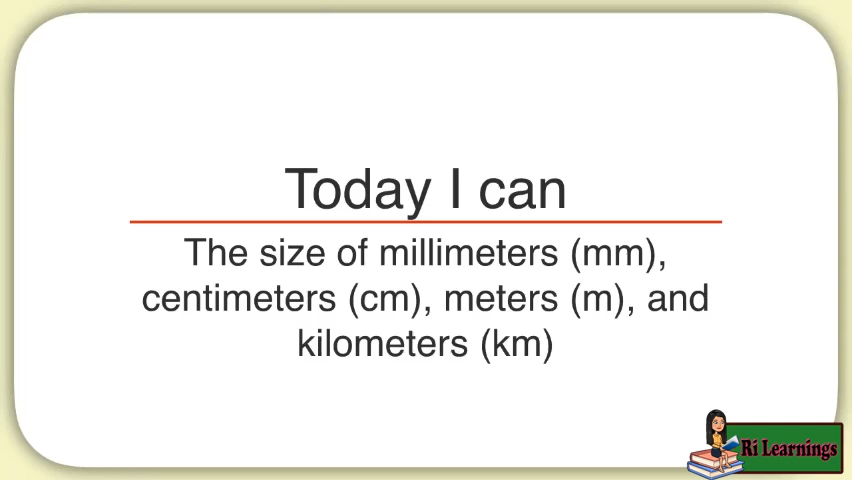 Today I can
The size of millimeters (mm),
centimeters (cm), meters (m), and
kilometers (km)
Ri Learnings